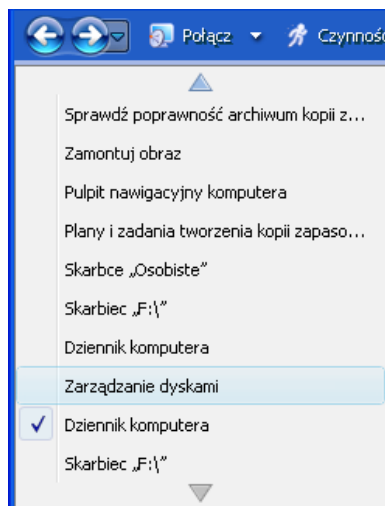 Połącz Czynnoś
Sprawdź poprawność archiwum kopii z...
Zamontuj obraz
Pulpit nawigacyjny komputera
Plany i zadania tworzenia kopii zapaso...
Skarbce „Osobiste”
Skarbiec „F:\”
Dziennik komputera
Zarządzanie dyskami
Dziennik komputera
Skarbiec „F:\”